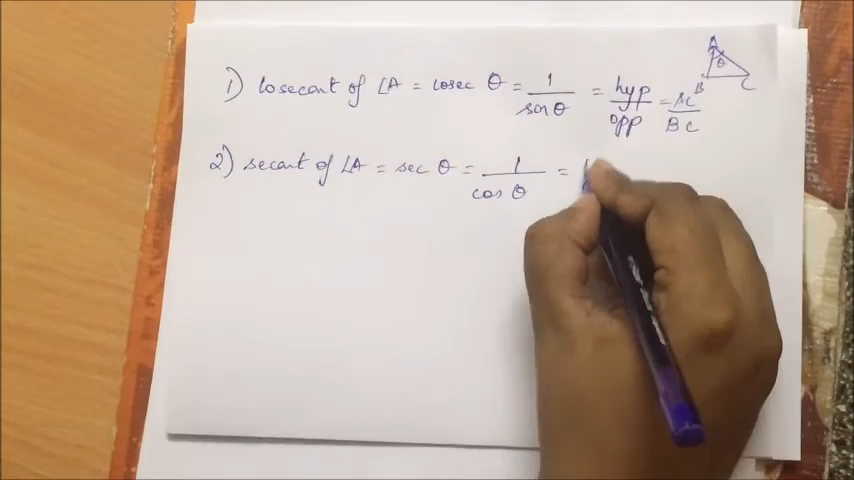 A
θ
B
C
1) Cosecant of ∠A = cosec θ = 1/sin θ = hyp/opp = AC/BC
2) secant of ∠A = sec θ = 1/cos θ =